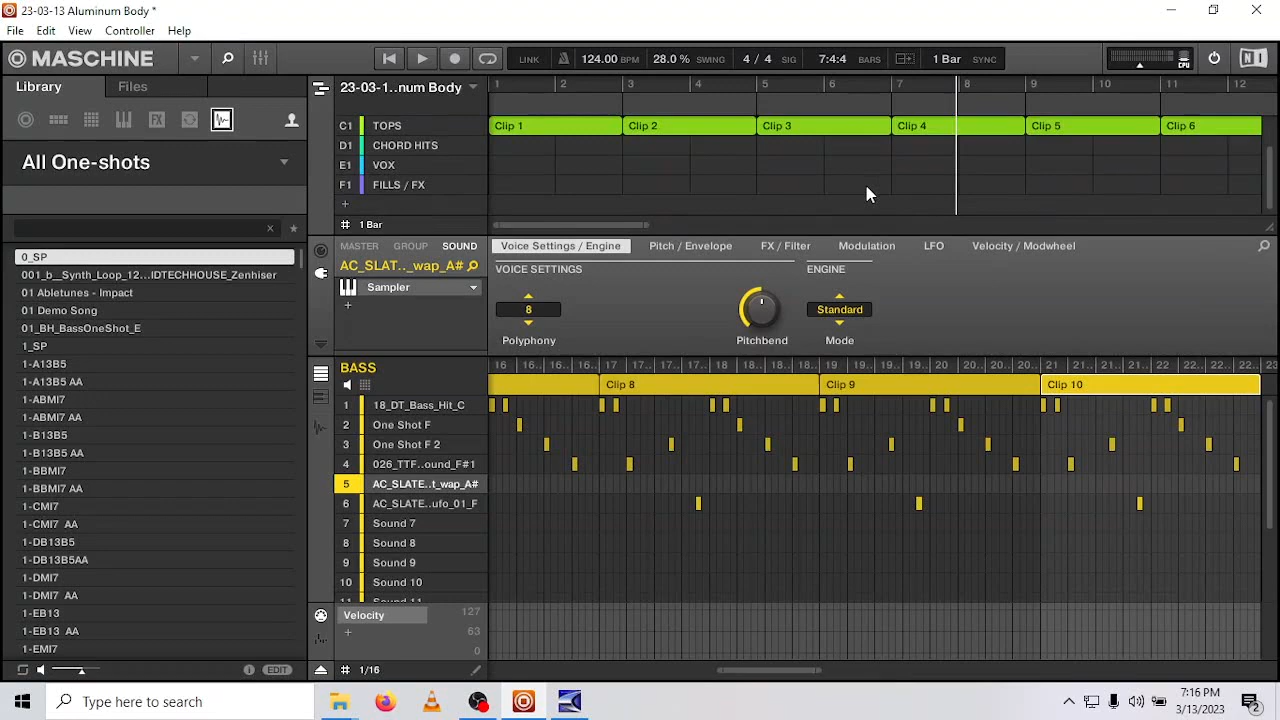 23-03-13 Aluminum Body *
File Edit View Controller Help
MASCHINE
LINK 124.00 BPM 28.0 % SWING 4 / 4 SIG 7:4:4 BARS 1 Bar SYNC CPU
Library Files
All One-shots
0_SP
001_b__Synth_Loop_12...IDTECHHOUSE_Zenhiser
01 Abletunes - Impact
01 Demo Song
01_BH_BassOneShot_E
1_SP
1-A13B5
1-A13B5 AA
1-ABMI7
1-ABMI7 AA
1-B13B5
1-B13B5 AA
1-BBMI7
1-BBMI7 AA
1-CMI7
1-CMI7 AA
1-DB13B5
1-DB13B5AA
1-DMI7
1-DMI7 AA
1-EB13
1-EB13 AA
1-EMI7
EDIT
23-03-1..num Body
1 2 3 4 5 6 7 8 9 10 11 12
C1 TOPS Clip 1 Clip 2 Clip 3 Clip 4 Clip 5 Clip 6
D1 CHORD HITS
E1 VOX
F1 FILLS / FX
+
1 Bar
MASTER GROUP SOUND
AC_SLAT.._wap_A#
Sampler
+
Voice Settings / Engine Pitch / Envelope FX / Filter Modulation LFO Velocity / Modwheel
VOICE SETTINGS ENGINE
8 Standard
Polyphony Pitchbend Mode
BASS
16 16.. 16.. 16.. 17 17.. 17.. 17.. 18 18.. 18.. 18.. 19 19.. 19.. 19.. 20 20.. 20.. 20.. 21 21.. 21.. 21.. 22 22.. 22.. 22.. 23
Clip 8 Clip 9 Clip 10
1 18_DT_Bass_Hit_C
2 One Shot F
3 One Shot F 2
4 026_TTF..ound_F#1
5 AC_SLATE..t_wap_A#
6 AC_SLATE..ufo_01_F
7 Sound 7
8 Sound 8
9 Sound 9
10 Sound 10
11 Sound 11
Velocity 127
+ 63
0
1/16
Type here to search
7:16 PM
3/13/2023
2